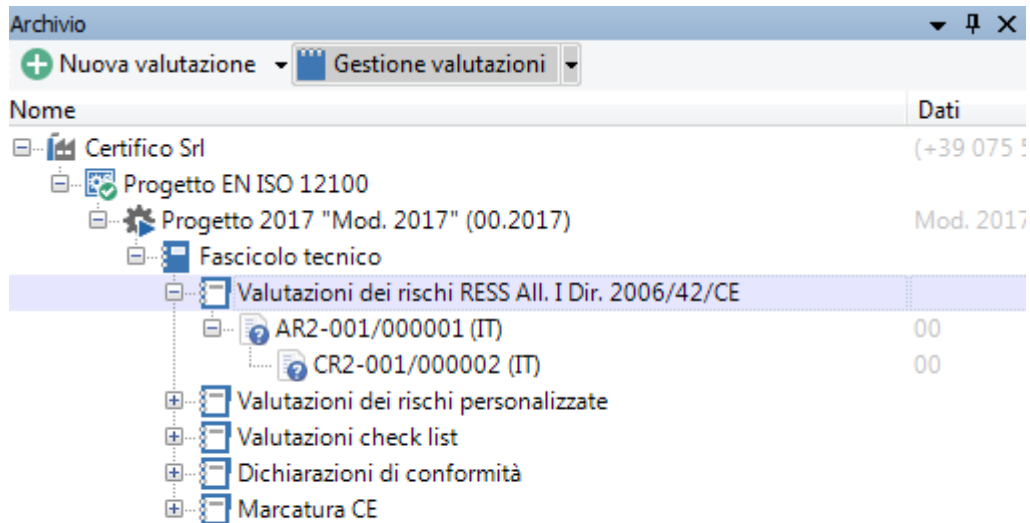 Archivio
Nuova valutazione Gestione valutazioni
Nome Dati
Certifico Srl (+39 075
Progetto EN ISO 12100
Progetto 2017 "Mod. 2017" (00.2017) Mod. 2017
Fascicolo tecnico
Valutazioni dei rischi RESS All. I Dir. 2006/42/CE
AR2-001/000001 (IT) 00
CR2-001/000002 (IT) 00
Valutazioni dei rischi personalizzate
Valutazioni check list
Dichiarazioni di conformità
Marcatura CE